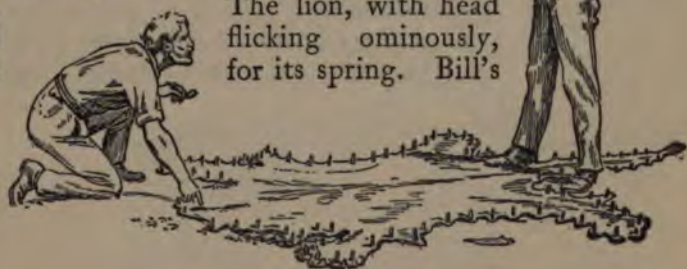 The lion, with head
flicking ominously,
for its spring. Bill's